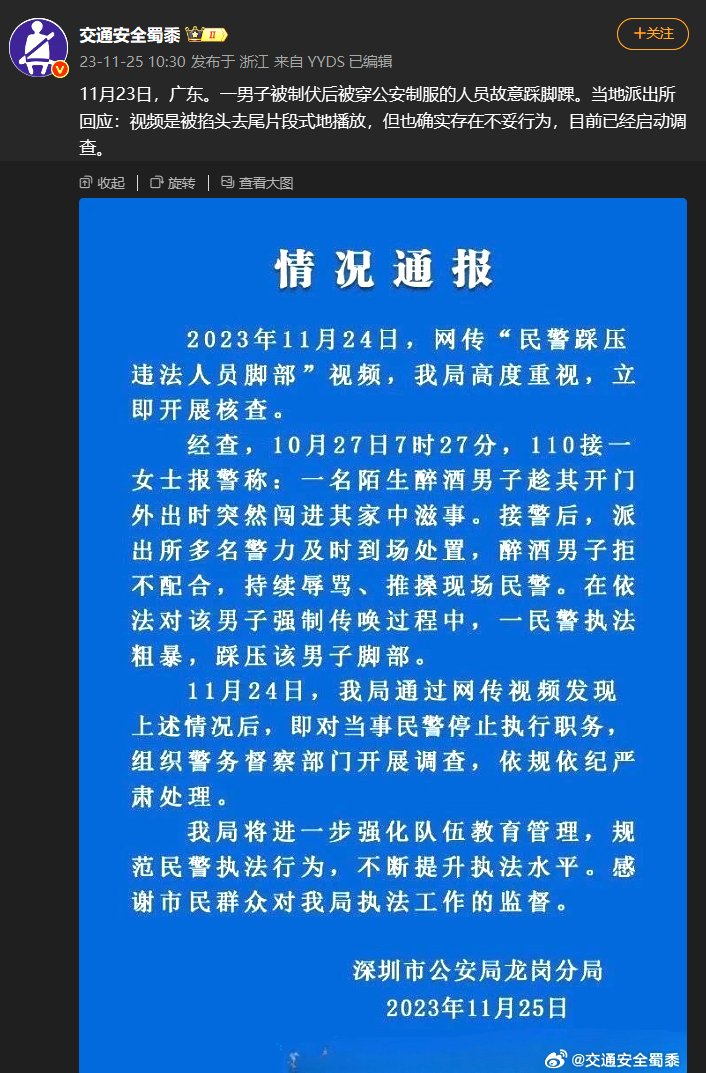 交通安全蜀黍 II
+关注
23-11-25 10:30 发布于 浙江 来自 YYDS 已编辑
11月23日，广东。一男子被制伏后被穿公安制服的人员故意踩脚踝。当地派出所
回应：视频是被掐头去尾片段式地播放，但也确实存在不妥行为，目前已经启动调
查。
收起 旋转 查看大图
情况通报
2023年11月24日，网传“民警踩压
违法人员脚部”视频，我局高度重视，立
即开展核查。
经查，10月27日7时27分，110接一
女士报警称：一名陌生醉酒男子趁其开门
外出时突然闯进其家中滋事。接警后，派
出所多名警力及时到场处置，醉酒男子拒
不配合，持续辱骂、推搡现场民警。在依
法对该男子强制传唤过程中，一民警执法
粗暴，踩压该男子脚部。
11月24日，我局通过网传视频发现
上述情况后，即对当事民警停止执行职务，
组织警务督察部门开展调查，依规依纪严
肃处理。
我局将进一步强化队伍教育管理，规
范民警执法行为，不断提升执法水平。感
谢市民群众对我局执法工作的监督。
深圳市公安局龙岗分局
2023年11月25日
@交通安全蜀黍